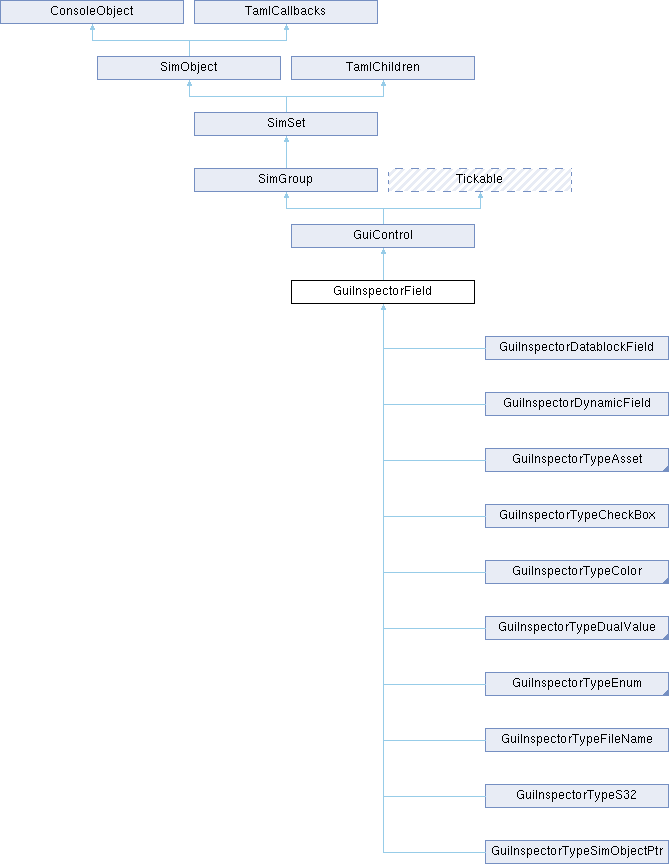 ConsoleObject
TamlCallbacks
SimObject
TamlChildren
SimSet
SimGroup
Tickable
GuiControl
GuiInspectorField
GuiInspectorDatablockField
GuiInspectorDynamicField
GuiInspectorTypeAsset
GuiInspectorTypeCheckBox
GuiInspectorTypeColor
GuiInspectorTypeDualValue
GuiInspectorTypeEnum
GuiInspectorTypeFileName
GuiInspectorTypeS32
GuiInspectorTypeSimObjectPtr